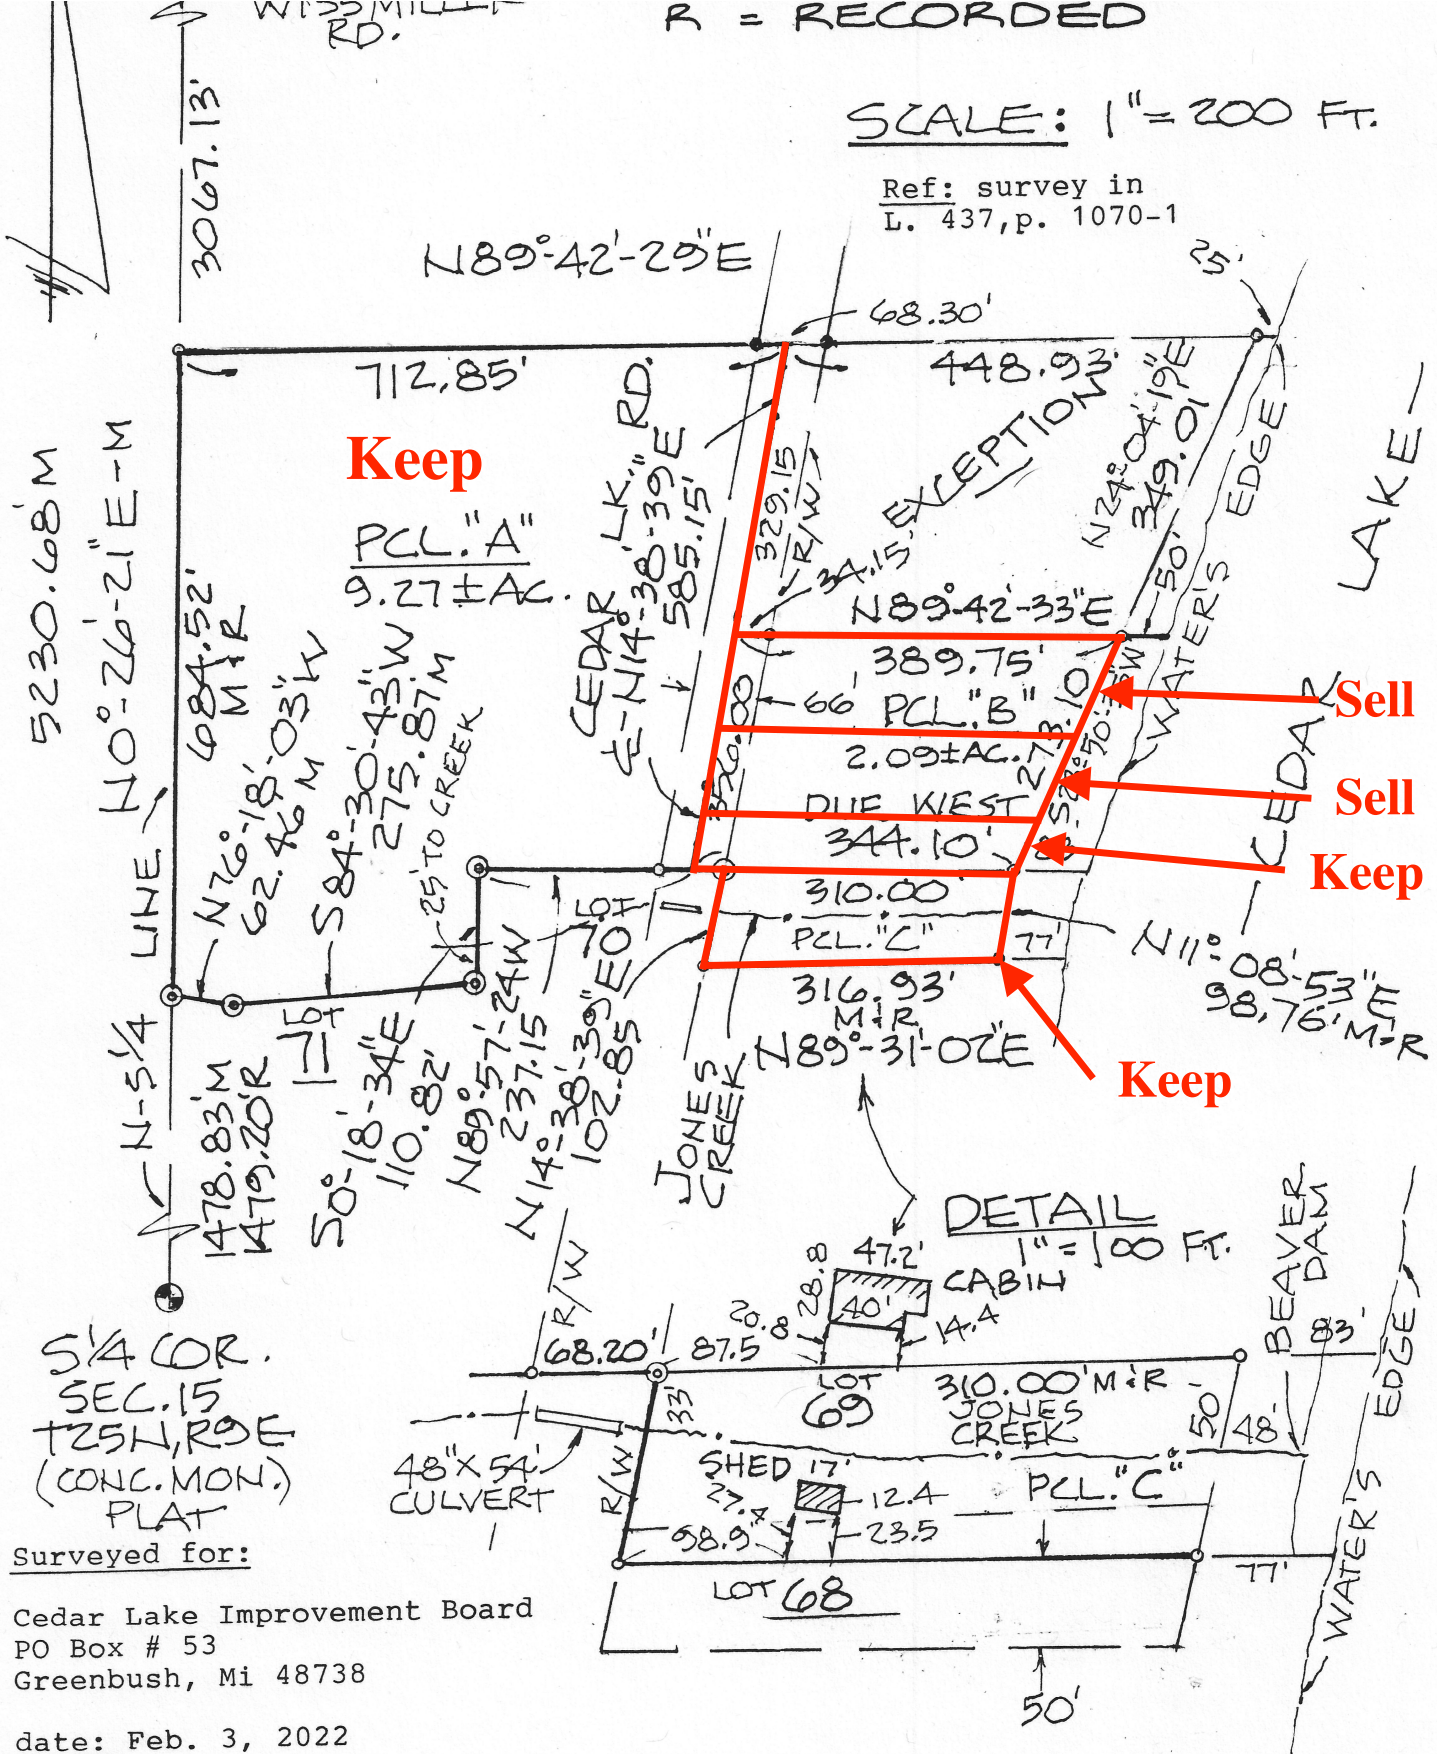 RD.
R = RECORDED
3067.13'
SCALE: 1" = 200 FT.
Ref: survey in
L. 437,p. 1070-1
N89°-42'-29"E
25'
68.30'
712.85'
448.93'
Keep
PCL. "A"
9.27 ± AC.
CEDAR LK. RD.
℄-N14°-38'-39"E
585.15'
329.15
R/W
34.15'
EXCEPTION
N24°-04'-19"E
349.01
EDGE
LAKE
5230.68'M
N0°-26'-21"E-M
684.52'
M&R
N76°-18'-03"W
62.46 M
S84°-30'-43"W
275.87 M
25' TO CREEK
N89°-42'-33"E
50'
WATER'S
389.75'
66'
PCL. "B"
2.09±AC.
273.10
356.00
Sell
CEDAR
Sell
DUE WEST
344.10'
Keep
310.00'
LOT
70
PCL. "C"
77'
N11°-08'-53"E
98.76' M&R
316.93'
M&R
N89°-31'-02"E
Keep
LINE
N-S 1/4
LOT
71
1478.83'M
1479.20'R
S0°-18'-34"E
110.82'
N89°-57'-24W
237.15
N14°-38'-39"E
102.85
JONES
CREEK
DETAIL
1" = 100 FT.
R/W
28.8
47.2'
CABIN
40'
20.8
14.4
BEAVER
DAM
S 1/4 COR.
SEC. 15
T25N, R9E
(CONC. MON.)
PLAT
68.20'
87.5
83'
EDGE
LOT
69
310.00'M&R
JONES
CREEK
33'
50'
48'
48" X 54'
CULVERT
R/W
SHED 17'
27.4
12.4
PCL. "C"
98.9'
23.5
77'
LOT 68
WATER'S
50'
Surveyed for:
Cedar Lake Improvement Board
PO Box # 53
Greenbush, Mi 48738
date: Feb. 3, 2022